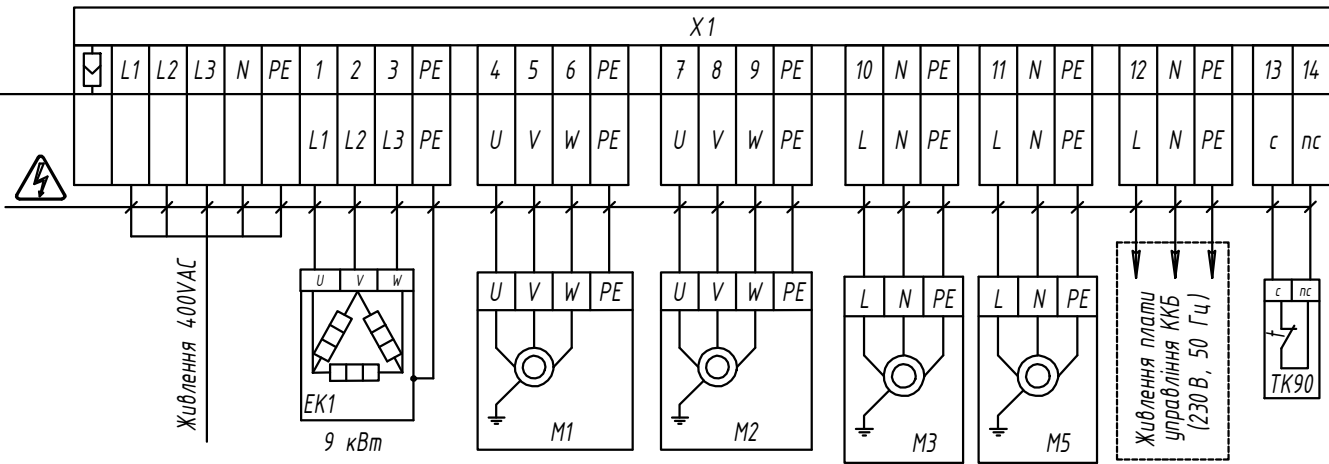 X1
L1 L2 L3 N PE 1 2 3 PE 4 5 6 PE 7 8 9 PE 10 N PE 11 N PE 12 N PE 13 14
L1 L2 L3 PE U V W PE U V W PE L N PE L N PE L N PE c nc
Живлення 400VAC
U V W
EK1
9 кВт
U V W PE
M1
U V W PE
M2
L N PE
M3
L N PE
M5
Живлення плати
управління ККБ
(230В, 50 Гц)
c nc
TK90